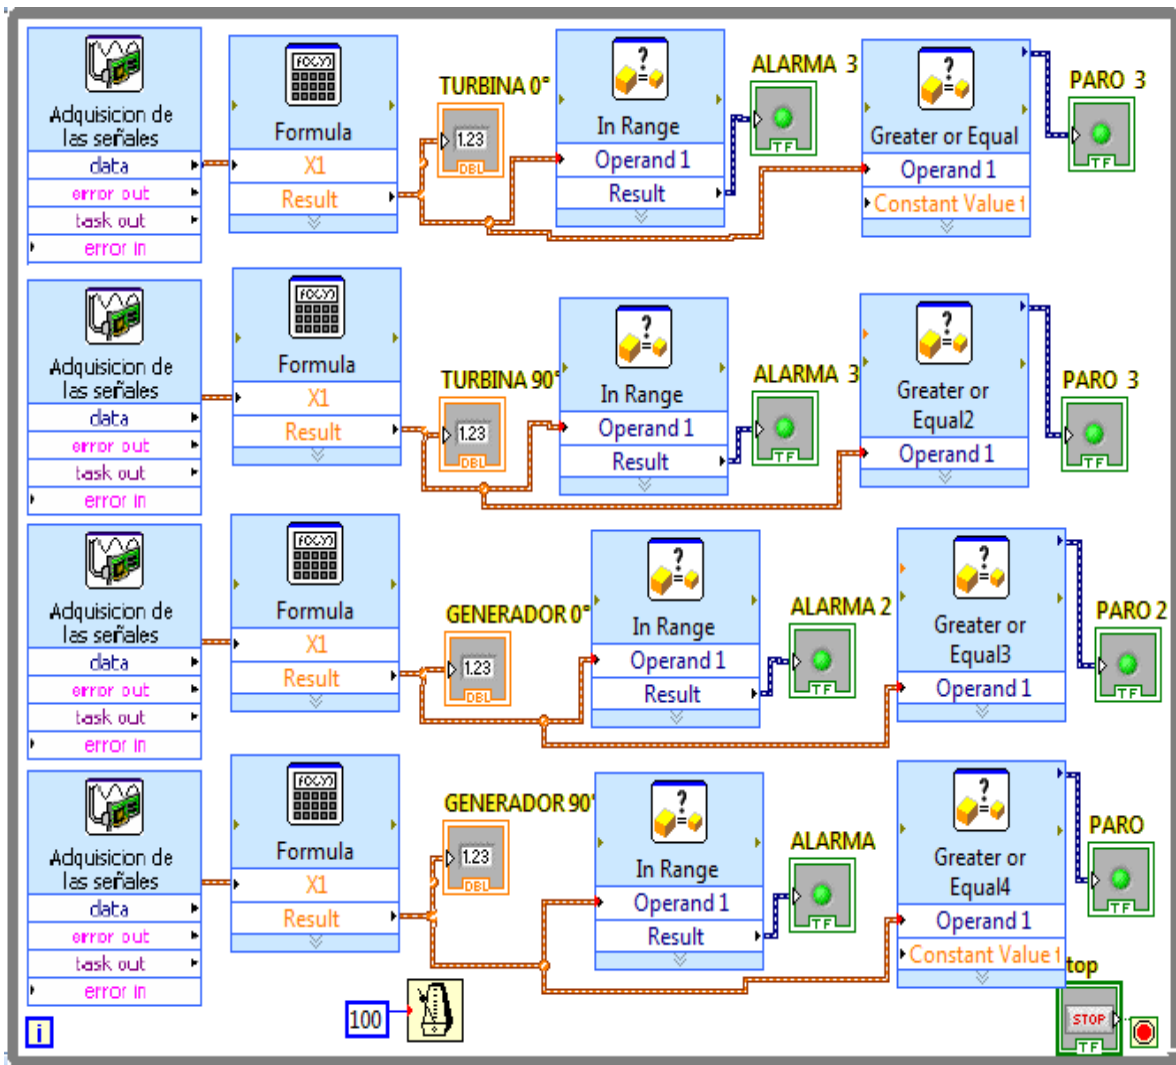 Adquisicion de
las señales
data
error out
task out
error in
f(x,y)
Formula
X1
Result
TURBINA 0°
1.23
DBL
?
=
In Range
Operand 1
Result
ALARMA 3
TF
?
=
Greater or Equal
Operand 1
Constant Value
PARO 3
TF
Adquisicion de
las señales
data
error out
task out
error in
f(x,y)
Formula
X1
Result
TURBINA 90°
1.23
DBL
?
=
In Range
Operand 1
Result
ALARMA 3
TF
?
=
Greater or
Equal2
Operand 1
PARO 3
TF
Adquisicion de
las señales
data
error out
task out
error in
f(x,y)
Formula
X1
Result
GENERADOR 0°
1.23
DBL
?
=
In Range
Operand 1
Result
ALARMA 2
TF
?
=
Greater or
Equal3
Operand 1
PARO 2
TF
Adquisicion de
las señales
data
error out
task out
error in
f(x,y)
Formula
X1
Result
GENERADOR 90°
1.23
DBL
?
=
In Range
Operand 1
Result
ALARMA
TF
?
=
Greater or
Equal4
Operand 1
Constant Value
PARO
TF
i
100
top
STOP
TF